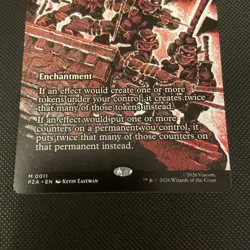 Enchantment
If an effect would create one or more
tokens under your control, it creates twice
that many of those tokens instead.
If an effect would put one or more
counters on a permanent you control, it
puts twice that many of those counters on
that permanent instead.
M 0011
PZA • EN Kevin Eastman
©2026 Viacom.
™ & © 2026 Wizards of the Coast